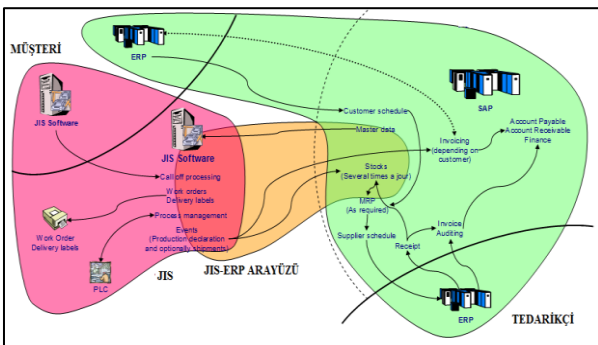 MÜŞTERİ
ERP
JIS Software
SAP
Customer schedule
Account Payable
Account Receivable
Finance
JIS Software
Master data
Invoicing
(depending on
customer)
Call off processing
Stocks
(Several times a jour)
Work orders
Delivery labels
MRP
(As required)
Process management
Work Order
Delivery labels
Events
(Production declaration
and optionally shipments)
Supplier schedule
Invoice
Auditing
Receipt
PLC
JIS
JIS-ERP ARAYÜZÜ
ERP
TEDARİKÇİ